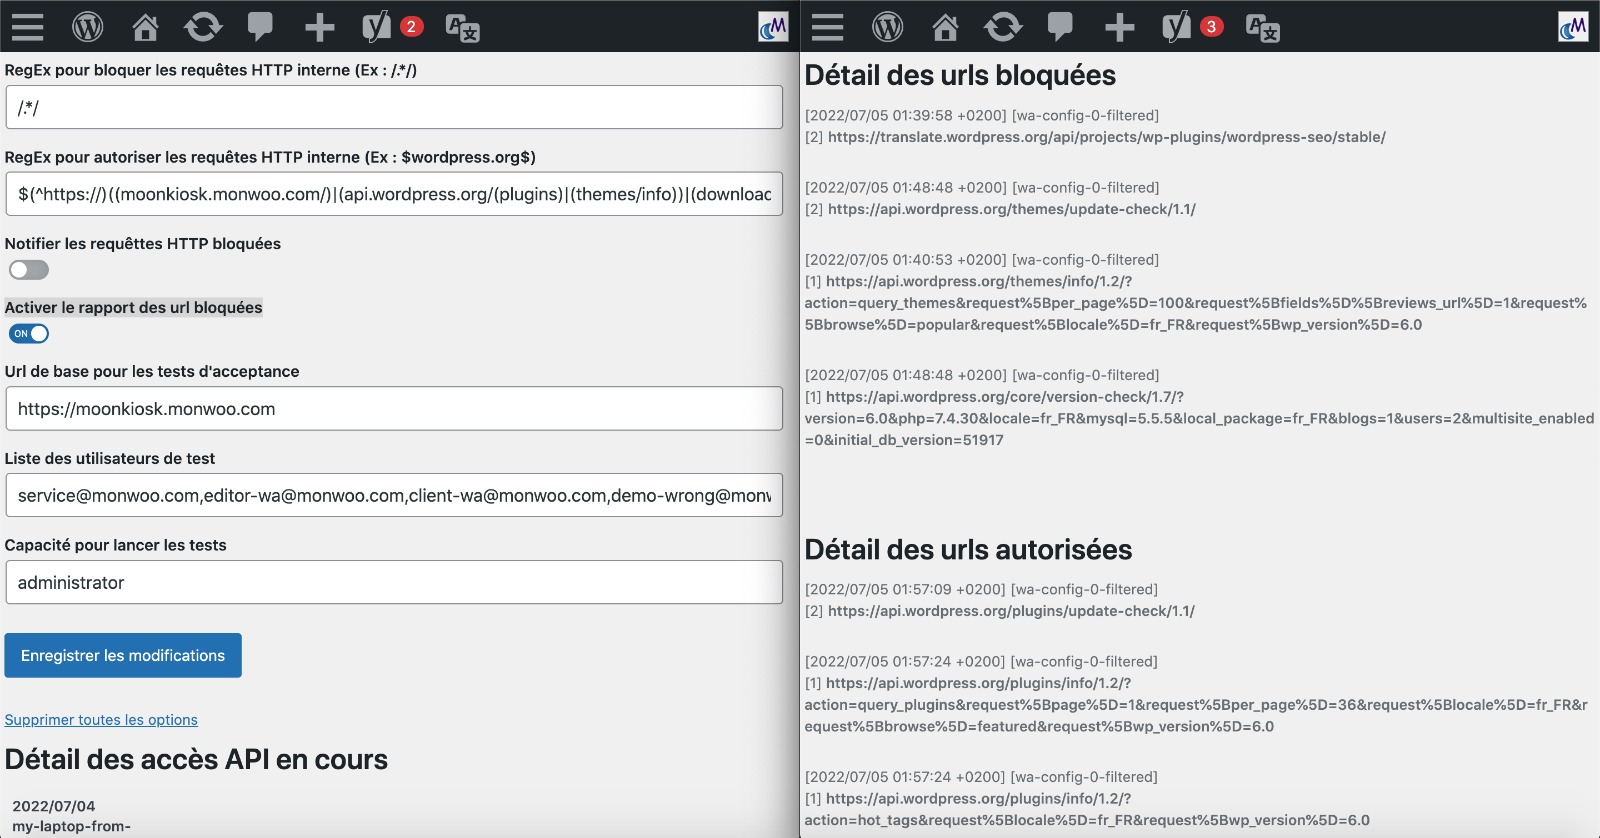 2
RegEx pour bloquer les requêtes HTTP interne (Ex : /.*/)
/.*/
RegEx pour autoriser les requêtes HTTP interne (Ex : $wordpress.org$)
$(^https://)((moonkiosk.monwoo.com/)|(api.wordpress.org/(plugins)|(themes/info))|(downloac
Notifier les requêttes HTTP bloquées
Activer le rapport des url bloquées
ON
Url de base pour les tests d'acceptance
https://moonkiosk.monwoo.com
Liste des utilisateurs de test
service@monwoo.com,editor-wa@monwoo.com,client-wa@monwoo.com,demo-wrong@monw
Capacité pour lancer les tests
administrator
Enregistrer les modifications
Supprimer toutes les options
Détail des accès API en cours
2022/07/04
my-laptop-from-
3
Détail des urls bloquées
[2022/07/05 01:39:58 +0200] [wa-config-0-filtered]
[2] https://translate.wordpress.org/api/projects/wp-plugins/wordpress-seo/stable/
[2022/07/05 01:48:48 +0200] [wa-config-0-filtered]
[2] https://api.wordpress.org/themes/update-check/1.1/
[2022/07/05 01:40:53 +0200] [wa-config-0-filtered]
[1] https://api.wordpress.org/themes/info/1.2/?
action=query_themes&request%5Bper_page%5D=100&request%5Bfields%5D%5Breviews_url%5D=1&request%
5Bbrowse%5D=popular&request%5Blocale%5D=fr_FR&request%5Bwp_version%5D=6.0
[2022/07/05 01:48:48 +0200] [wa-config-0-filtered]
[1] https://api.wordpress.org/core/version-check/1.7/?
version=6.0&php=7.4.30&locale=fr_FR&mysql=5.5.5&local_package=fr_FR&blogs=1&users=2&multisite_enabled
=0&initial_db_version=51917
Détail des urls autorisées
[2022/07/05 01:57:09 +0200] [wa-config-0-filtered]
[2] https://api.wordpress.org/plugins/update-check/1.1/
[2022/07/05 01:57:24 +0200] [wa-config-0-filtered]
[1] https://api.wordpress.org/plugins/info/1.2/?
action=query_plugins&request%5Bpage%5D=1&request%5Bper_page%5D=36&request%5Blocale%5D=fr_FR&r
equest%5Bbrowse%5D=featured&request%5Bwp_version%5D=6.0
[2022/07/05 01:57:24 +0200] [wa-config-0-filtered]
[1] https://api.wordpress.org/plugins/info/1.2/?
action=hot_tags&request%5Blocale%5D=fr_FR&request%5Bwp_version%5D=6.0